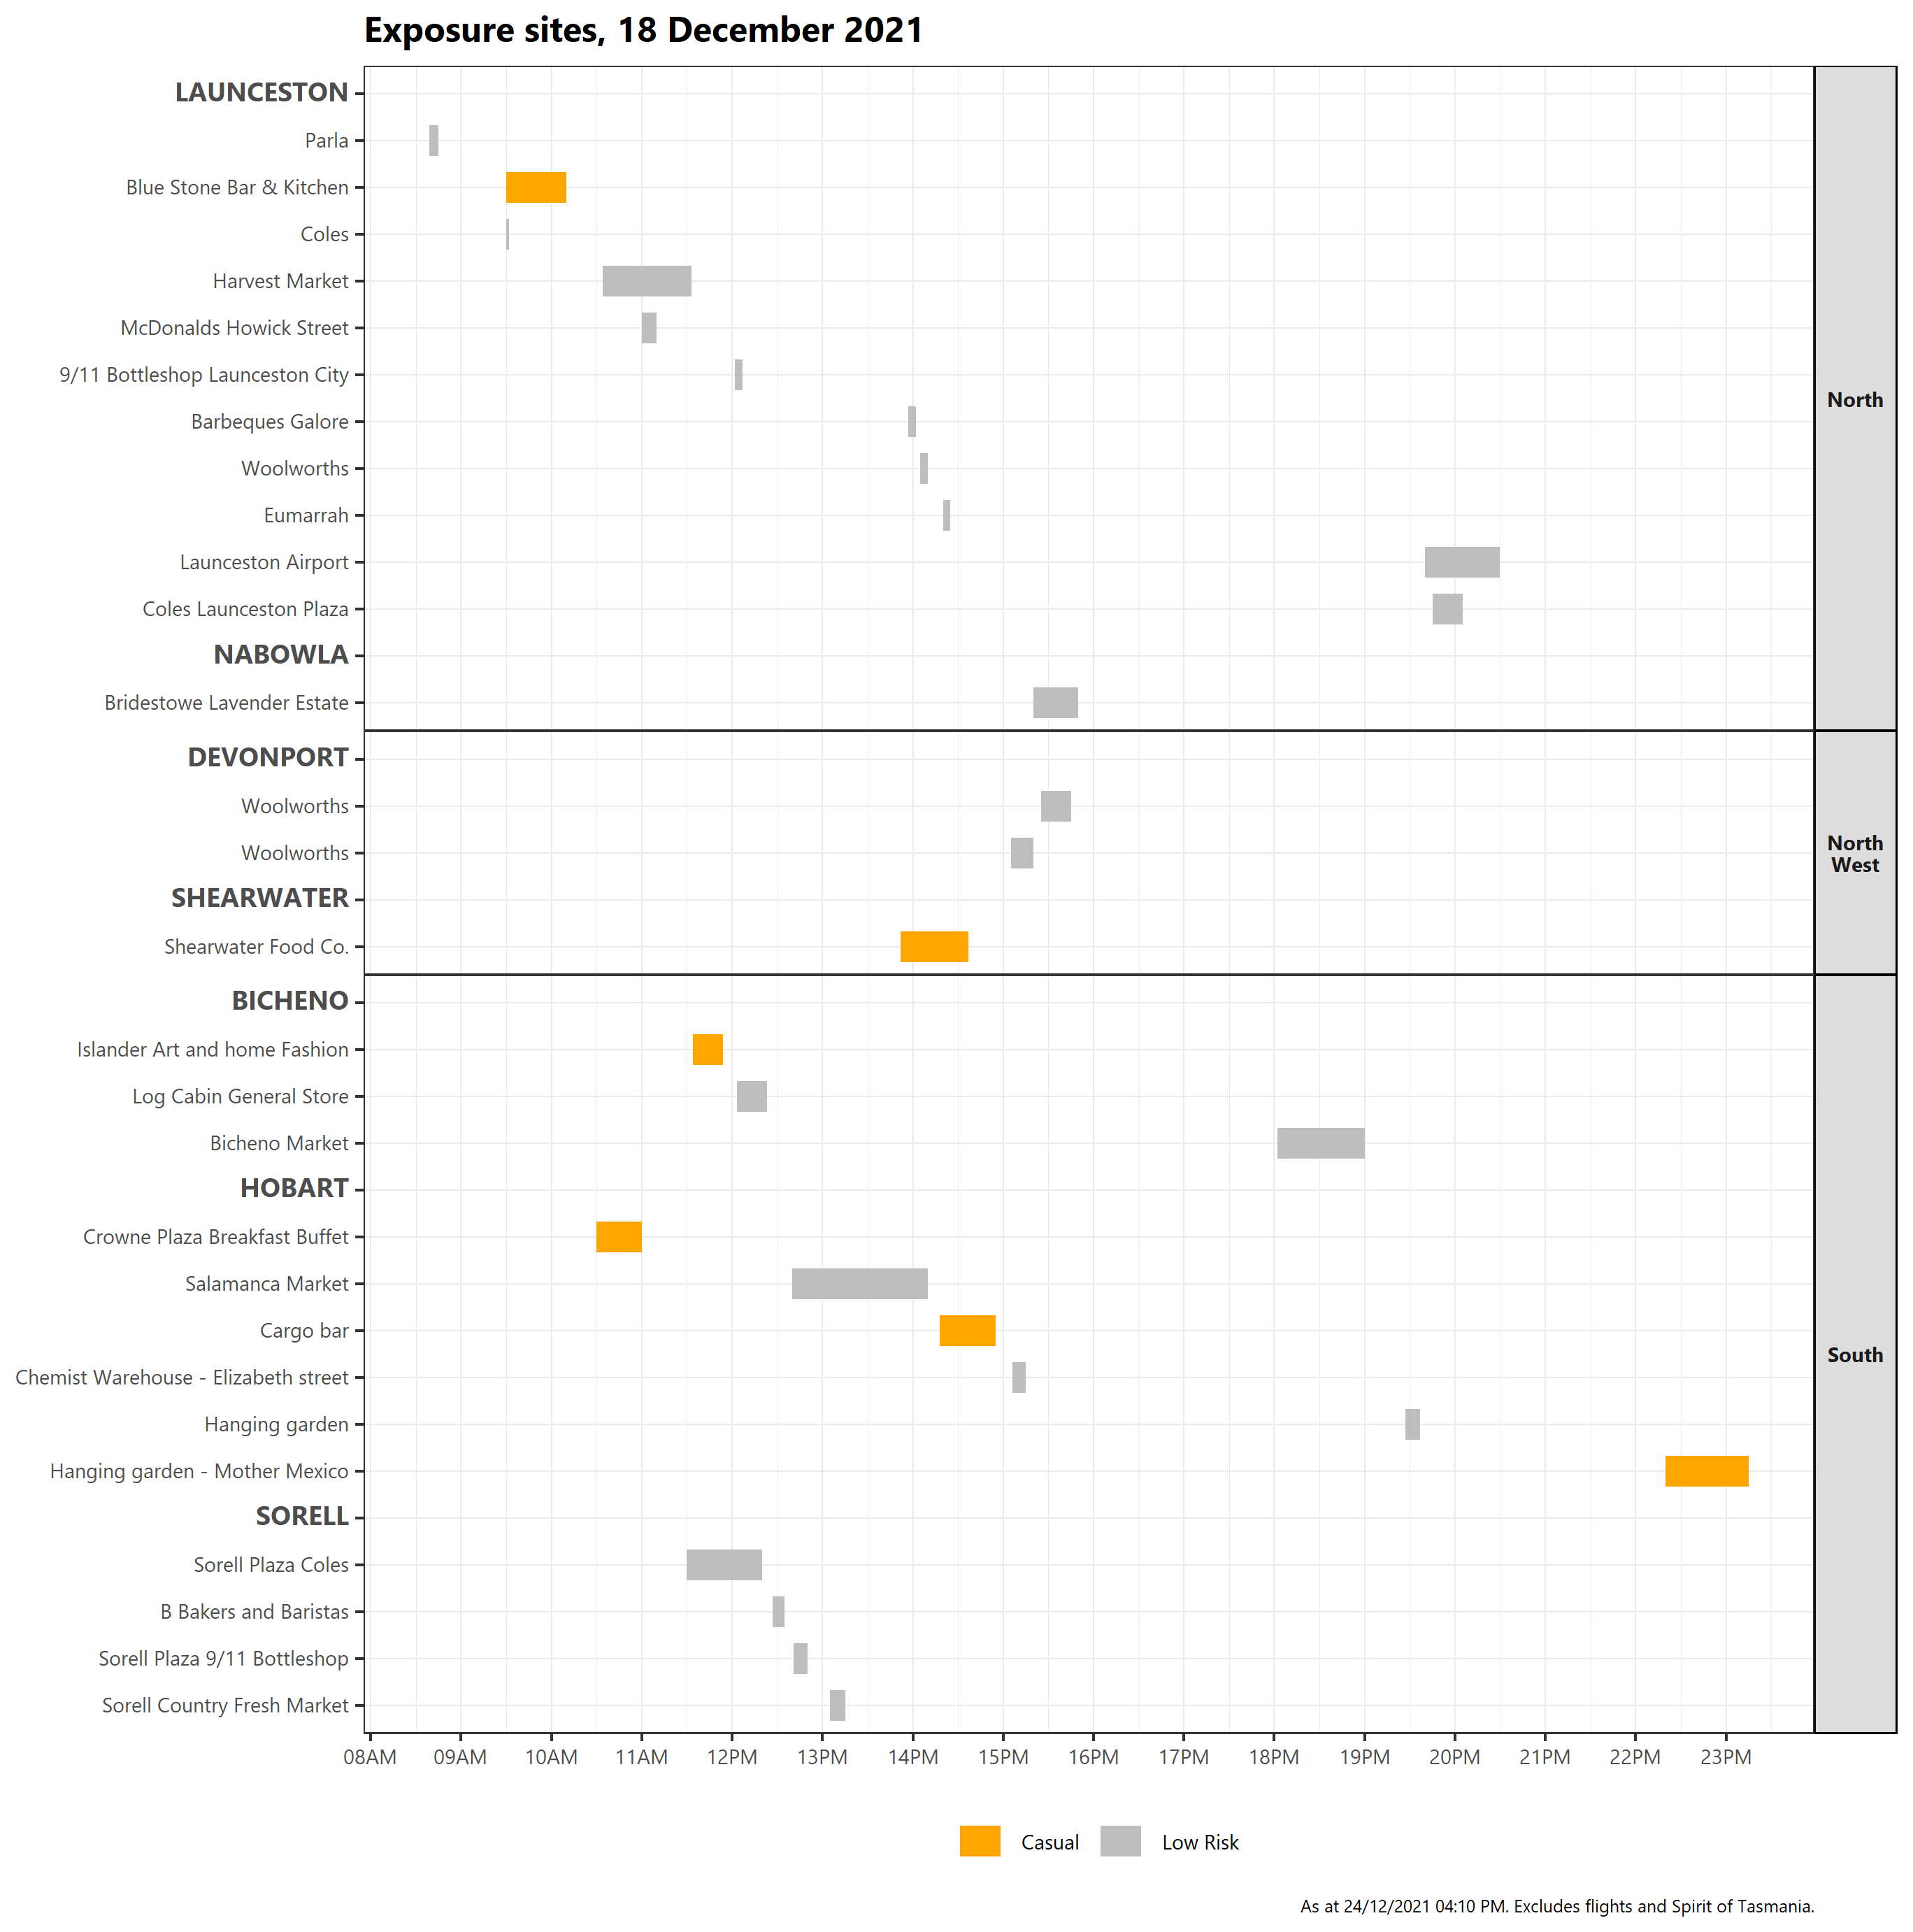 Exposure sites, 18 December 2021
LAUNCESTON
Parla
Blue Stone Bar & Kitchen
Coles
Harvest Market
McDonalds Howick Street
9/11 Bottleshop Launceston City
Barbeques Galore
Woolworths
Eumarrah
Launceston Airport
Coles Launceston Plaza
NABOWLA
Bridestowe Lavender Estate
North
DEVONPORT
Woolworths
Woolworths
SHEARWATER
Shearwater Food Co.
North
West
BICHENO
Islander Art and home Fashion
Log Cabin General Store
Bicheno Market
HOBART
Crowne Plaza Breakfast Buffet
Salamanca Market
Cargo bar
Chemist Warehouse - Elizabeth street
Hanging garden
Hanging garden - Mother Mexico
SORELL
Sorell Plaza Coles
B Bakers and Baristas
Sorell Plaza 9/11 Bottleshop
Sorell Country Fresh Market
South
08AM 09AM 10AM 11AM 12PM 13PM 14PM 15PM 16PM 17PM 18PM 19PM 20PM 21PM 22PM 23PM
Casual Low Risk
As at 24/12/2021 04:10 PM. Excludes flights and Spirit of Tasmania.